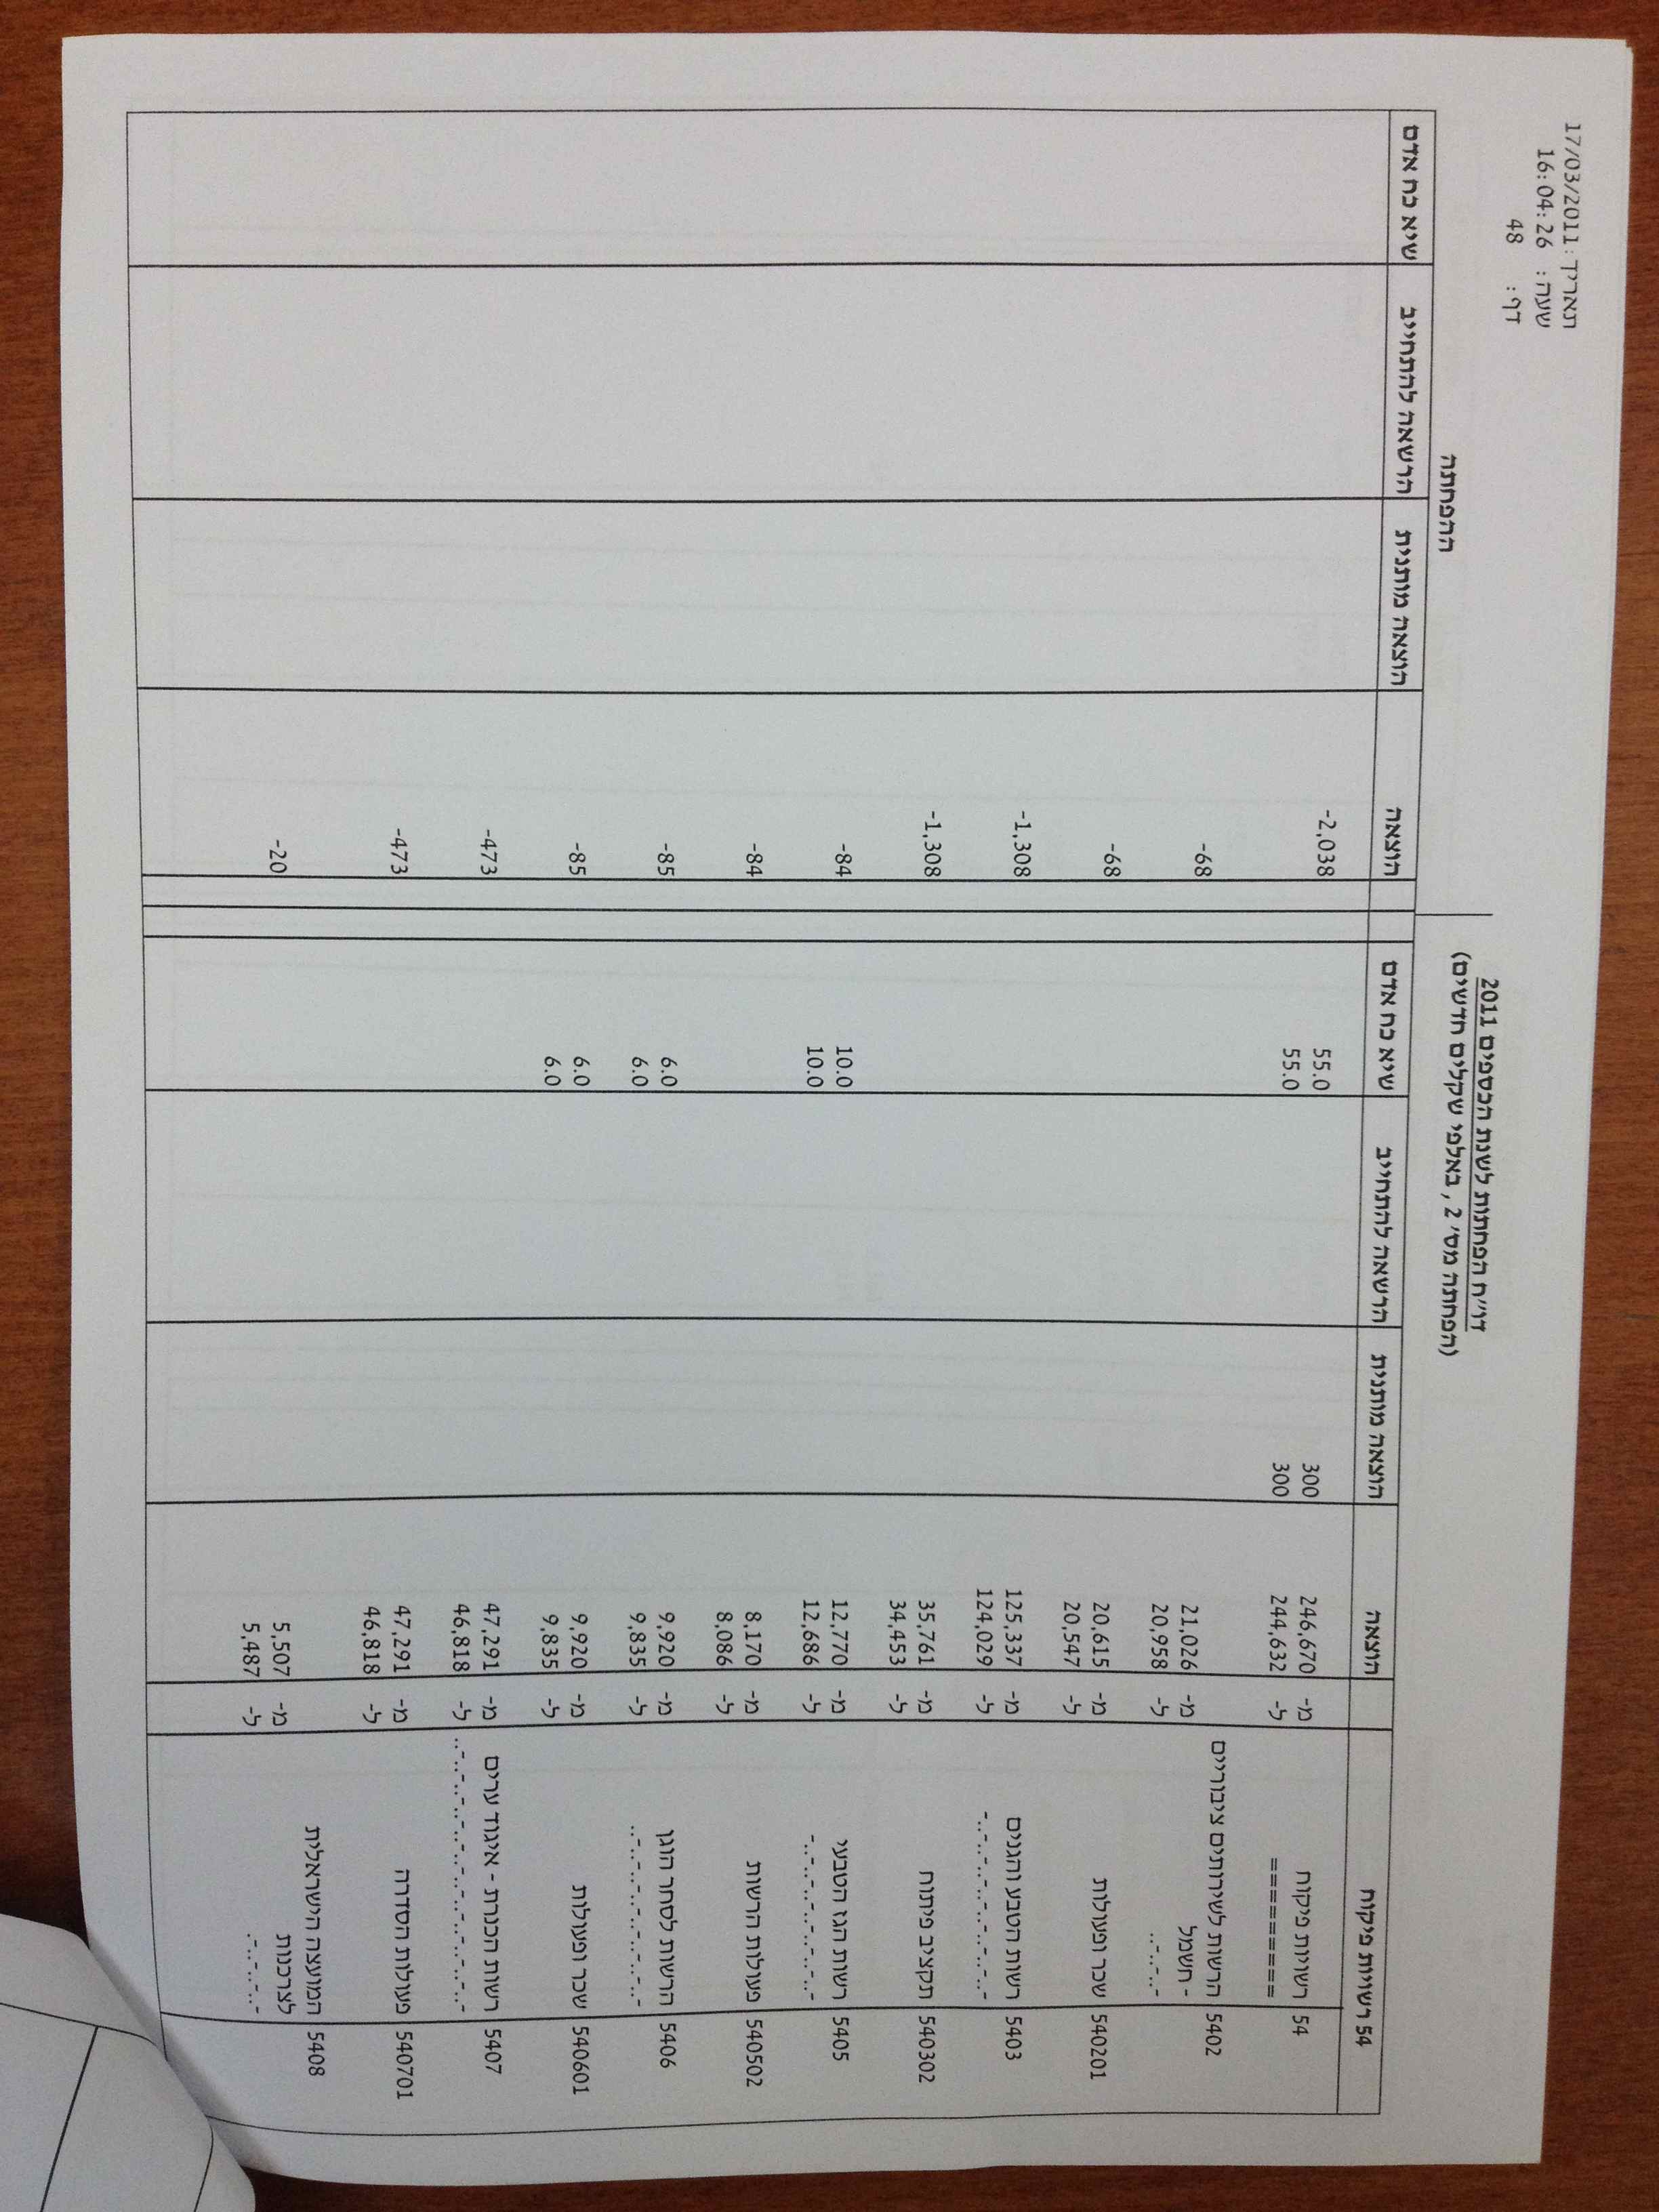 תאריך: 17/03/2011
שעה: 16:04:26
דף: 48
דו״ח הפחתות לשנת הכספים 2011
(הפחתה מס׳ 2, באלפי שקלים חדשים)
ההפחתה
54 רשויות פיקוח הוצאה הוצאה מותנית הרשאה להתחייב שיא כח אדם הוצאה הוצאה מותנית הרשאה להתחייב שיא כח אדם
54 רשויות פיקוח מ- 246,670 300 55.0 -2,038
========= ל- 244,632 300 55.0
5402 הרשות לשירותים ציבוריים -68
- חשמל מ- 21,026
ל- 20,958
540201 שכר ופעולות מ- 20,615 -68
ל- 20,547
5403 רשות הטבע והגנים מ- 125,337 -1,308
ל- 124,029
540302 תקציב פיתוח מ- 35,761 -1,308
ל- 34,453
5405 רשות הגז הטבעי מ- 12,770 10.0 -84
ל- 12,686 10.0
540502 פעולות הרשות מ- 8,170 -84
ל- 8,086
5406 הרשות לסחר הוגן מ- 9,920 6.0 -85
ל- 9,835 6.0
540601 שכר ופעולות מ- 9,920 6.0 -85
ל- 9,835 6.0
5407 רשות הכנרת - איגוד ערים מ- 47,291 -473
ל- 46,818
540701 פעולות הסדרה מ- 47,291 -473
ל- 46,818
5408 המועצה הישראלית
לצרכנות מ- 5,507 -20
ל- 5,487